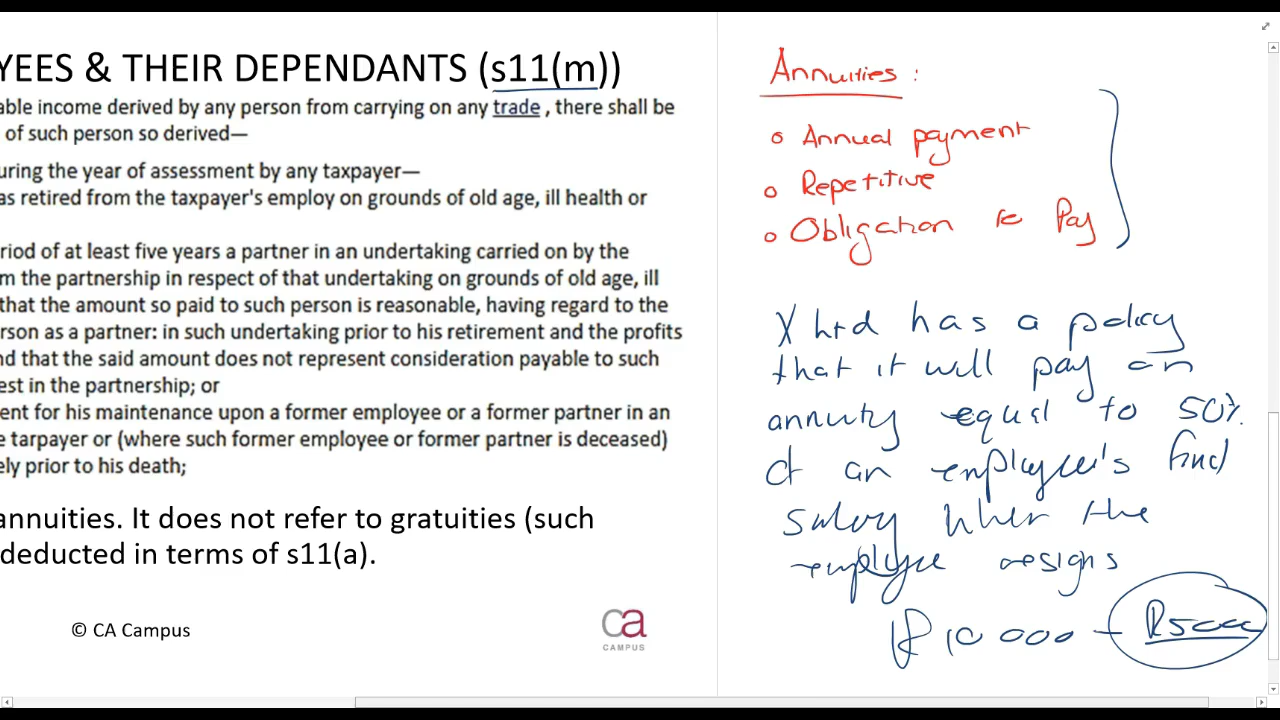 YEES & THEIR DEPENDANTS (s11(m))
able income derived by any person from carrying on any trade , there shall be
of such person so derived—
uring the year of assessment by any taxpayer—
as retired from the taxpayer's employ on grounds of old age, ill health or
riod of at least five years a partner in an undertaking carried on by the
m the partnership in respect of that undertaking on grounds of old age, ill
that the amount so paid to such person is reasonable, having regard to the
erson as a partner: in such undertaking prior to his retirement and the profits
nd that the said amount does not represent consideration payable to such
est in the partnership; or
ent for his maintenance upon a former employee or a former partner in an
e tarpayer or (where such former employee or former partner is deceased)
ely prior to his death;
annuities. It does not refer to gratuities (such
deducted in terms of s11(a).
© CA Campus
ca
CAMPUS
Annuities :
Annual payment
Repetitive
Obligation to Pay
X Ltd has a policy
that it will pay an
annuity equal to 50%
of an employee's final
salary when the
employee resigns
R10 000 - R5000